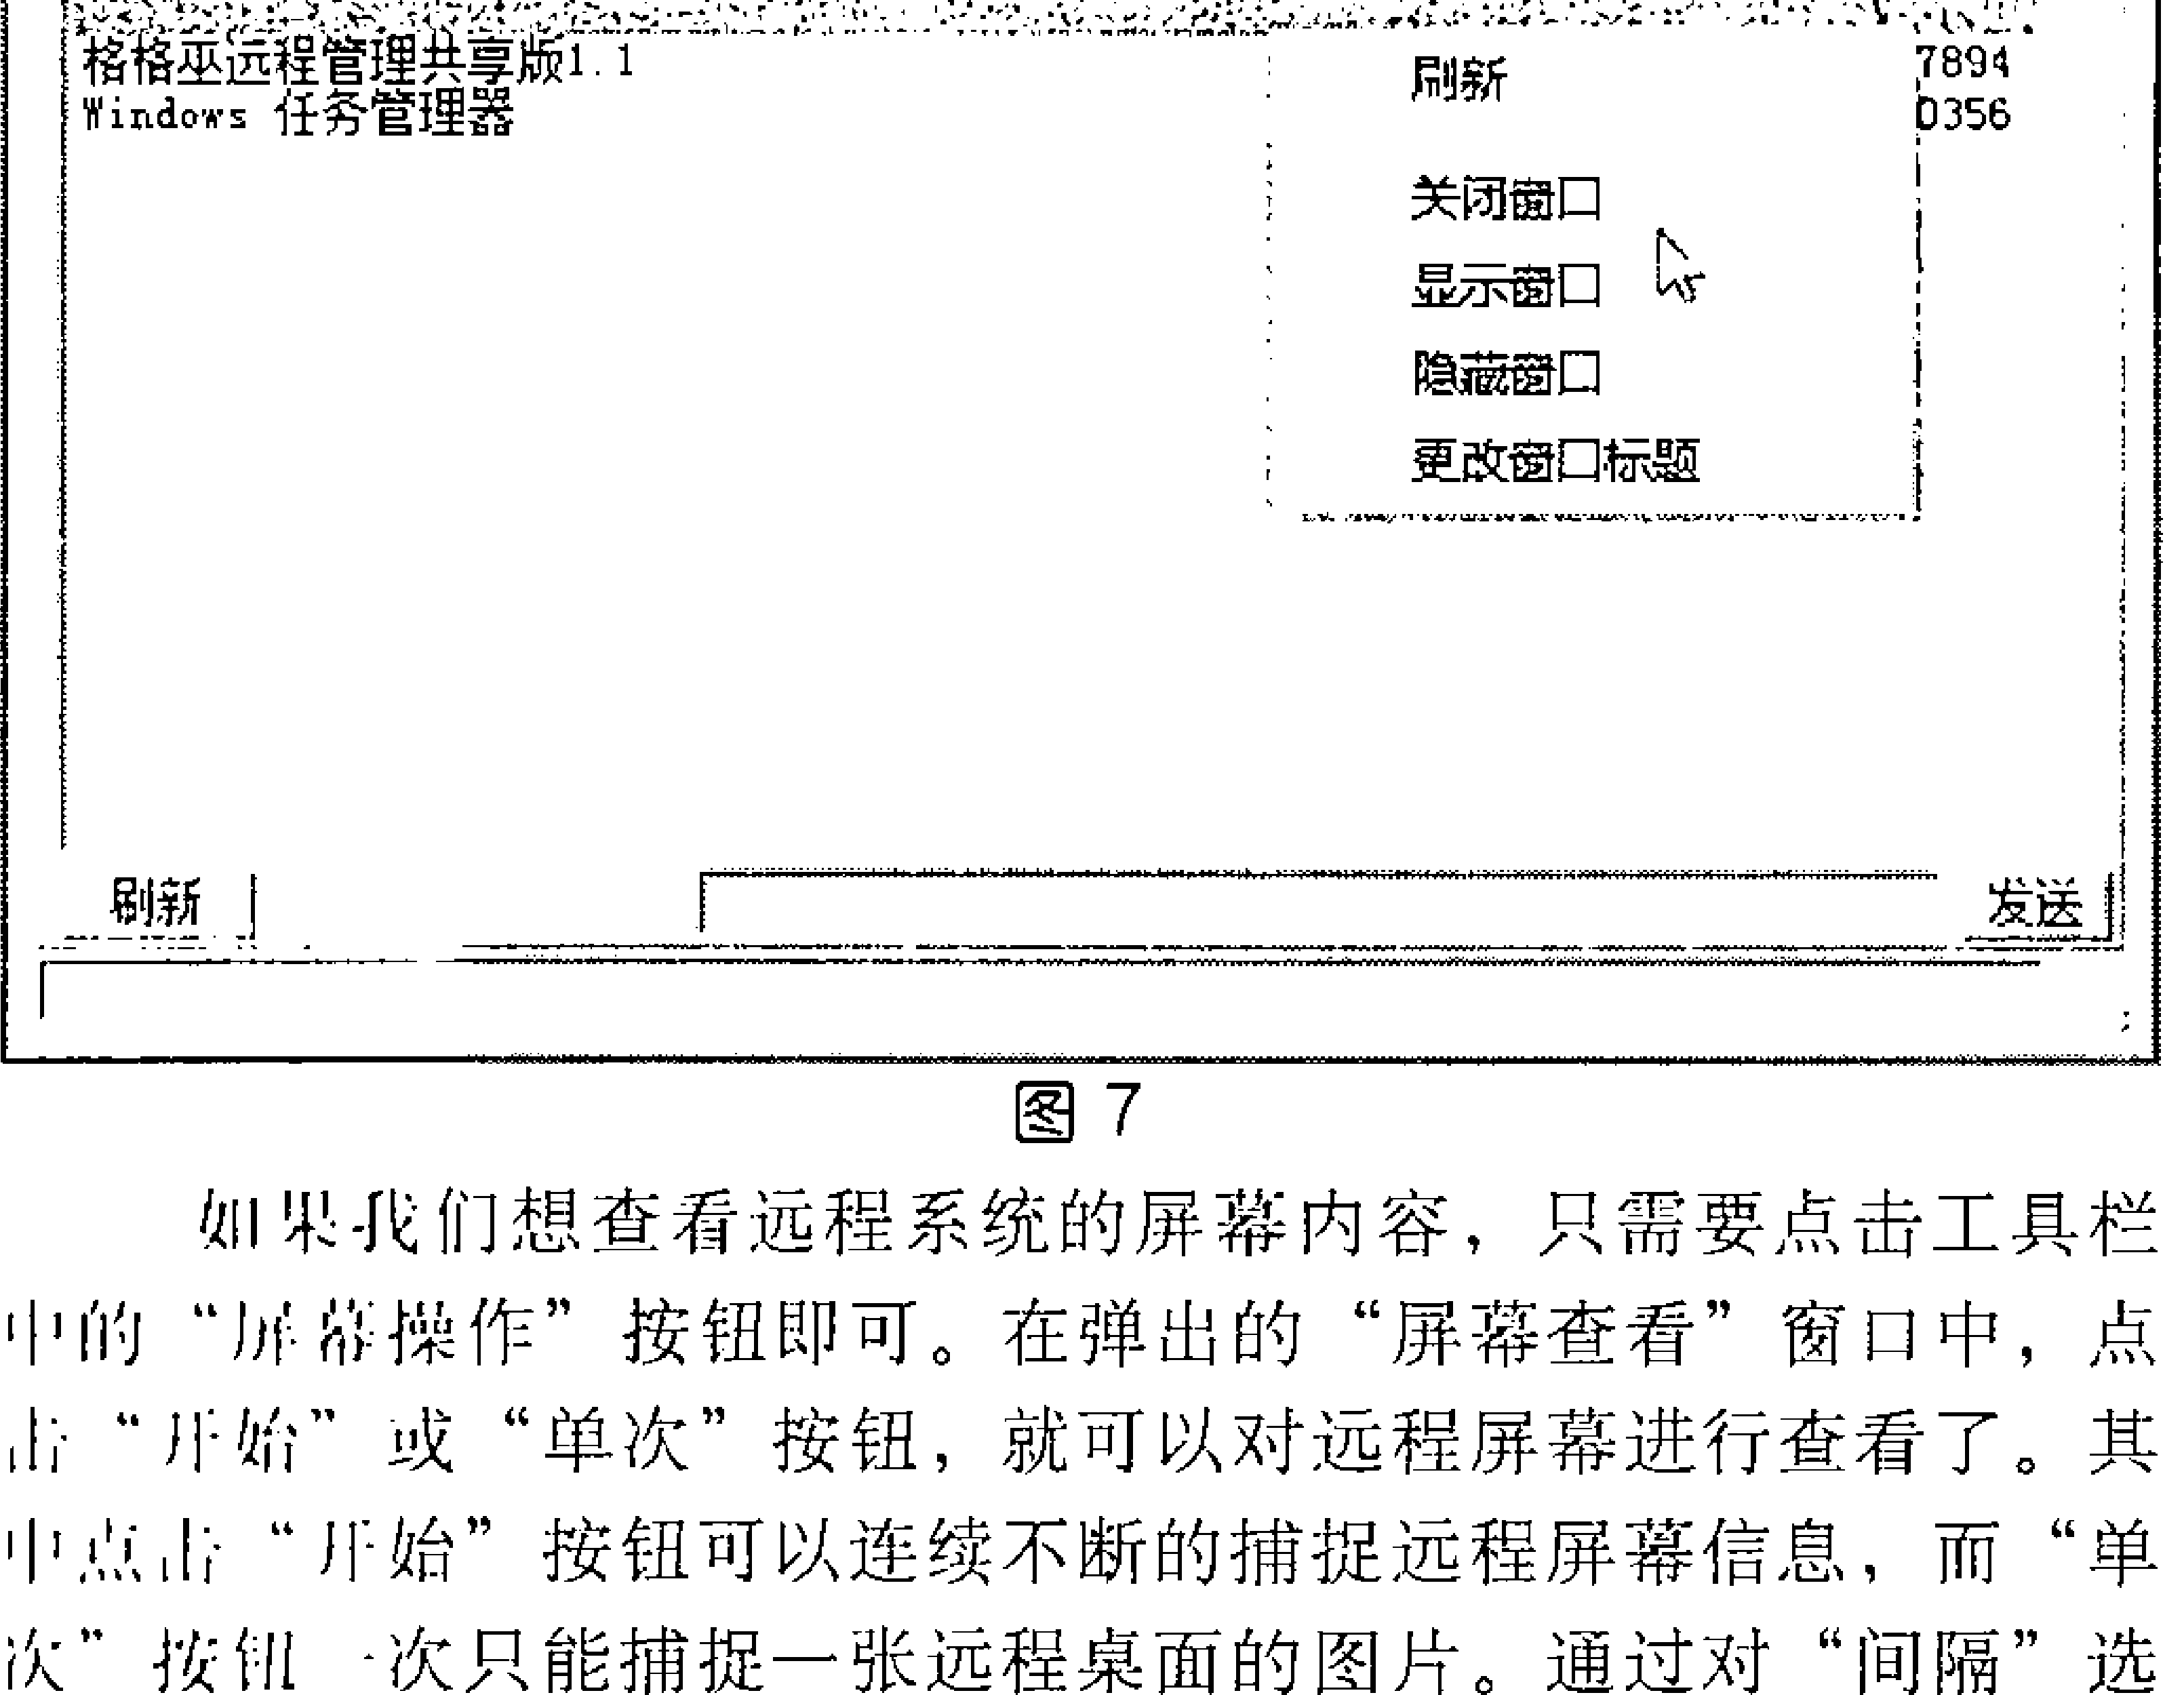 格格巫远程管理共享版1.1
7894
Windows 任务管理器
0356
刷新
关闭窗口
显示窗口
隐藏窗口
更改窗口标题
刷新
发送
图 7
如果我们想查看远程系统的屏幕内容，只需要点击工具栏
中的“屏幕操作”按钮即可。在弹出的“屏幕查看”窗口中，点
击“开始”或“单次”按钮，就可以对远程屏幕进行查看了。其
中点击“开始”按钮可以连续不断的捕捉远程屏幕信息，而“单
次”按钮一次只能捕捉一张远程桌面的图片。通过对“间隔”选